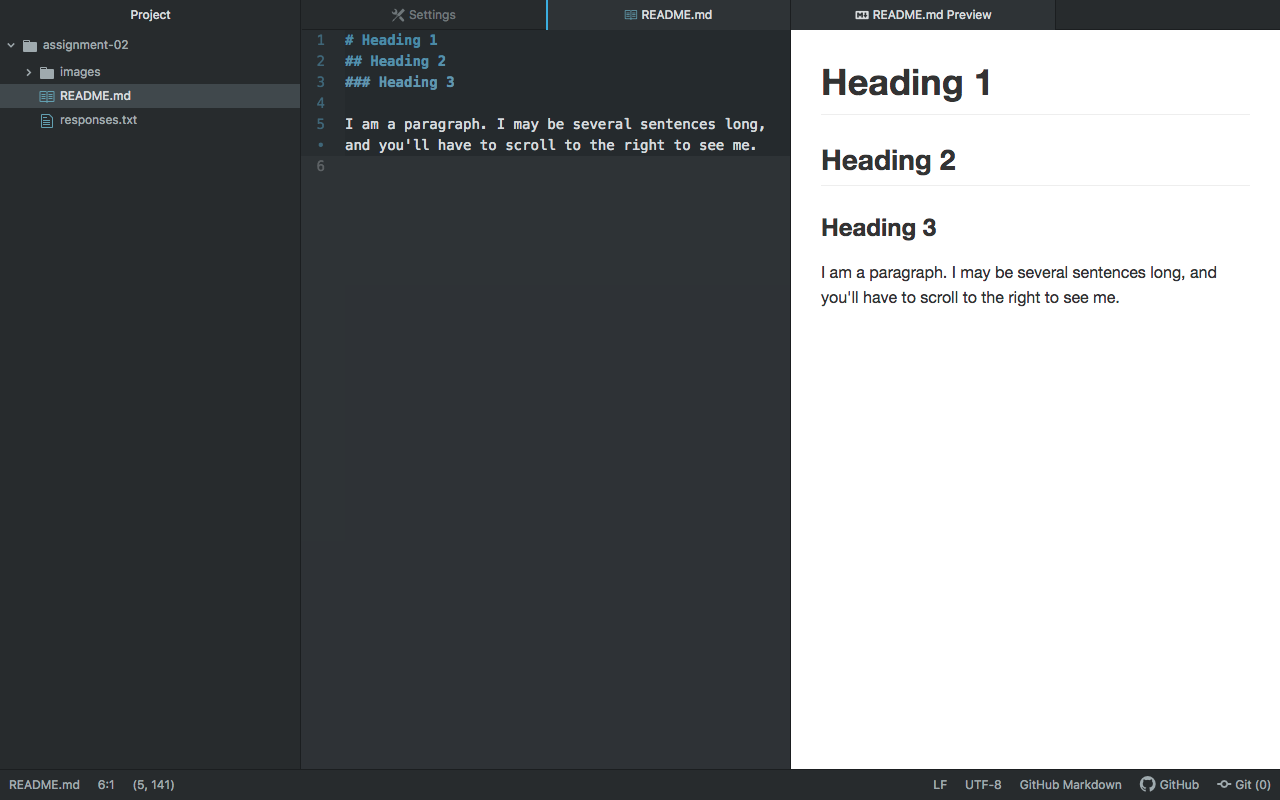 Project
assignment-02
images
README.md
responses.txt
Settings
README.md
1 # Heading 1
2 ## Heading 2
3 ### Heading 3
4
5 I am a paragraph. I may be several sentences long,
• and you'll have to scroll to the right to see me.
6
README.md Preview
Heading 1
Heading 2
Heading 3
I am a paragraph. I may be several sentences long, and
you'll have to scroll to the right to see me.
README.md 6:1 (5, 141) LF UTF-8 GitHub Markdown GitHub Git (0)